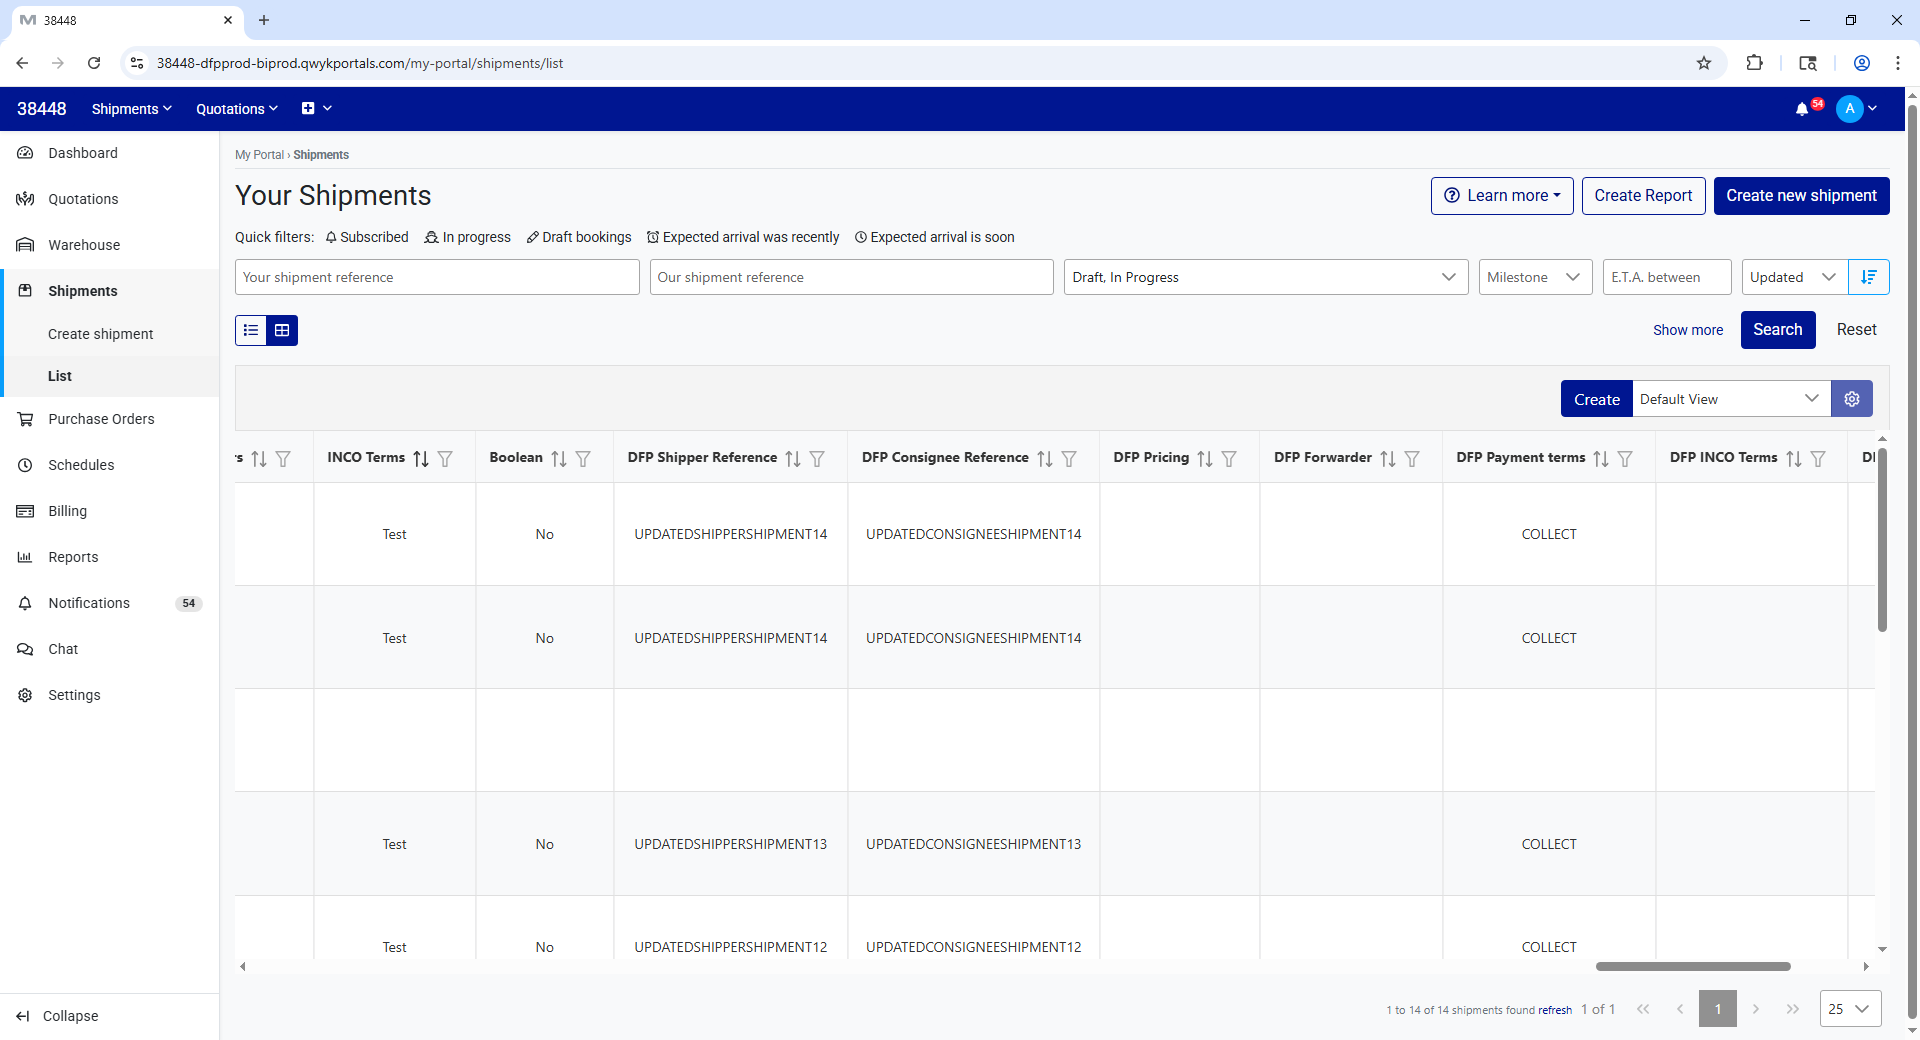 38448
38448-dfpprod-biprod.qwykportals.com/my-portal/shipments/list
38448 Shipments Quotations 54 A
Dashboard
Quotations
Warehouse
Shipments
Create shipment
List
Purchase Orders
Schedules
Billing
Reports
Notifications 54
Chat
Settings
Collapse
My Portal › Shipments
Your Shipments
Learn more Create Report Create new shipment
Quick filters: Subscribed In progress Draft bookings Expected arrival was recently Expected arrival is soon
Your shipment reference Our shipment reference Draft, In Progress Milestone E.T.A. between Updated
Show more Search Reset
Create Default View
INCO Terms Boolean DFP Shipper Reference DFP Consignee Reference DFP Pricing DFP Forwarder DFP Payment terms DFP INCO Terms
Test No UPDATEDSHIPPERSHIPMENT14 UPDATEDCONSIGNEESHIPMENT14 COLLECT
Test No UPDATEDSHIPPERSHIPMENT14 UPDATEDCONSIGNEESHIPMENT14 COLLECT
Test No UPDATEDSHIPPERSHIPMENT13 UPDATEDCONSIGNEESHIPMENT13 COLLECT
Test No UPDATEDSHIPPERSHIPMENT12 UPDATEDCONSIGNEESHIPMENT12 COLLECT
1 to 14 of 14 shipments found refresh 1 of 1 1 25